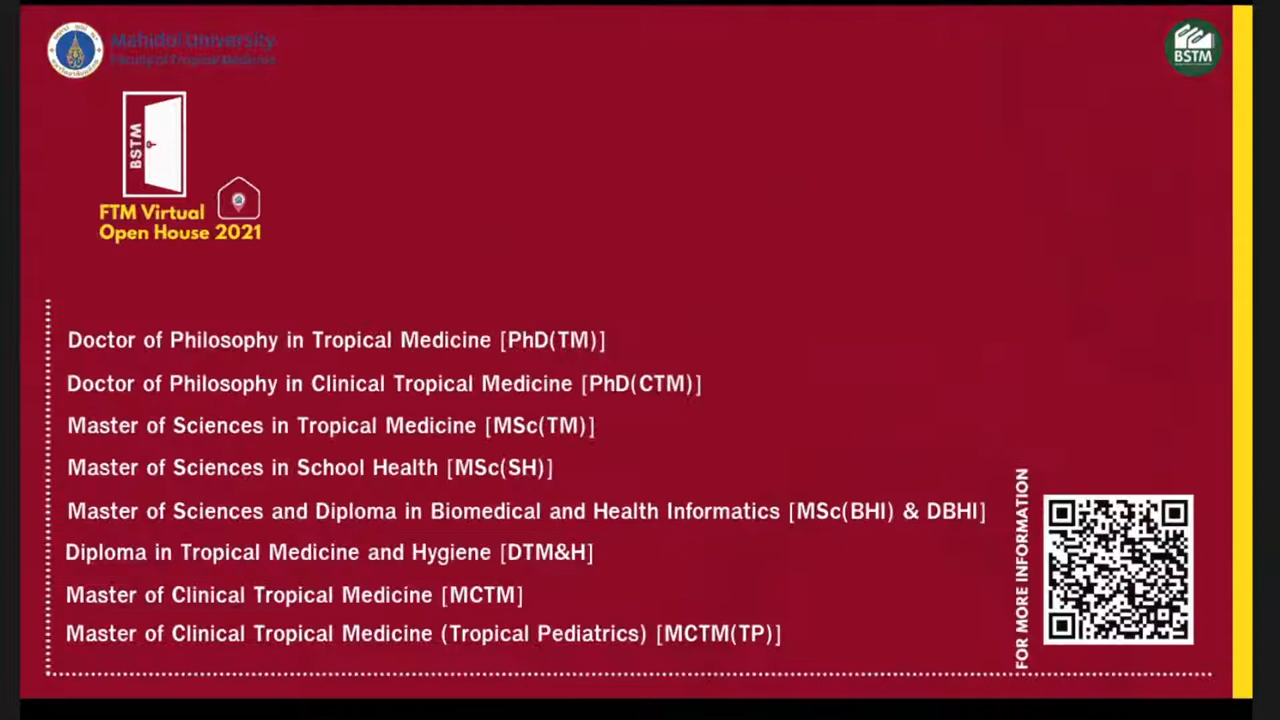 Mahidol University
Faculty of Tropical Medicine
BSTM
BSTM
FTM Virtual
Open House 2021
Doctor of Philosophy in Tropical Medicine [PhD(TM)]
Doctor of Philosophy in Clinical Tropical Medicine [PhD(CTM)]
Master of Sciences in Tropical Medicine [MSc(TM)]
Master of Sciences in School Health [MSc(SH)]
Master of Sciences and Diploma in Biomedical and Health Informatics [MSc(BHI) & DBHI]
Diploma in Tropical Medicine and Hygiene [DTM&H]
Master of Clinical Tropical Medicine [MCTM]
Master of Clinical Tropical Medicine (Tropical Pediatrics) [MCTM(TP)]
FOR MORE INFORMATION